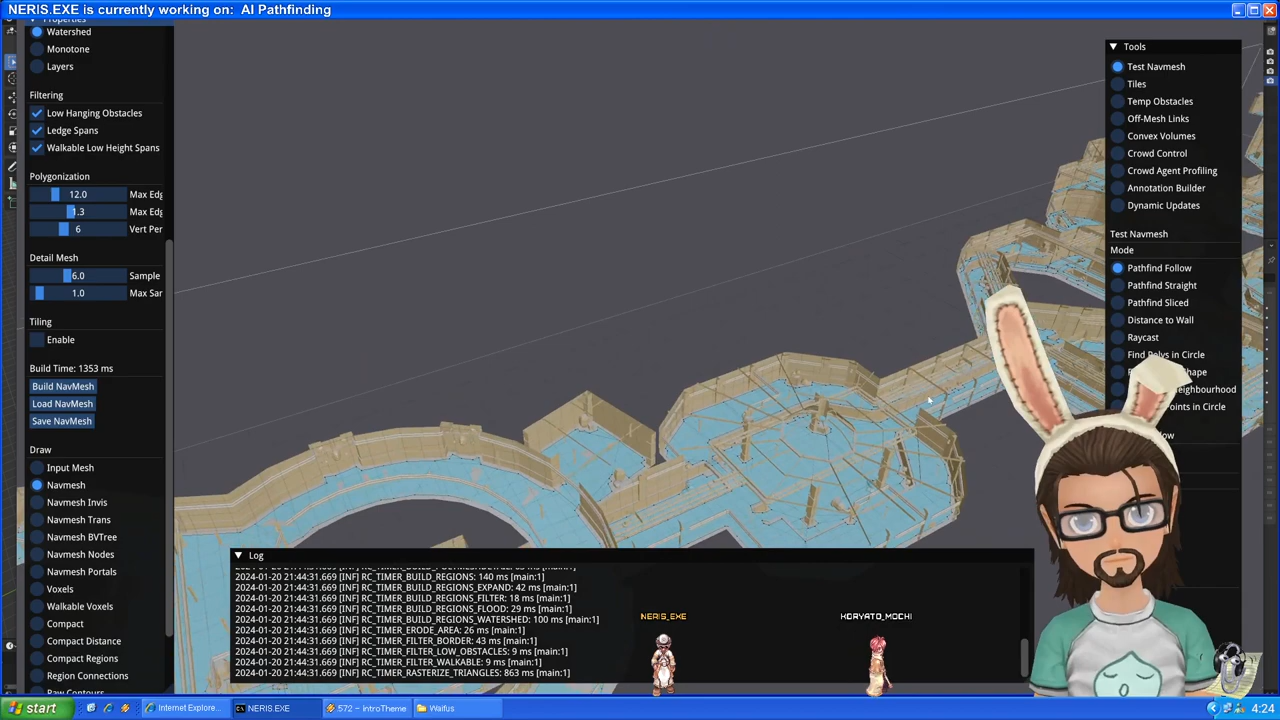 NERIS.EXE is currently working on: AI Pathfinding
Properties
Watershed
Monotone
Layers
Filtering
Low Hanging Obstacles
Ledge Spans
Walkable Low Height Spans
Polygonization
12.0 Max Edg
1.3 Max Edg
6 Vert Per
Detail Mesh
6.0 Sample
1.0 Max Sar
Tiling
Enable
Build Time: 1353 ms
Build NavMesh
Load NavMesh
Save NavMesh
Draw
Input Mesh
Navmesh
Navmesh Invis
Navmesh Trans
Navmesh BVTree
Navmesh Nodes
Navmesh Portals
Voxels
Walkable Voxels
Compact
Compact Distance
Compact Regions
Region Connections
Raw Contours
Tools
Test Navmesh
Tiles
Temp Obstacles
Off-Mesh Links
Convex Volumes
Crowd Control
Crowd Agent Profiling
Annotation Builder
Dynamic Updates
Test Navmesh
Mode
Pathfind Follow
Pathfind Straight
Pathfind Sliced
Distance to Wall
Raycast
Find Polys in Circle
Shape
eighbourhood
Points in Circle
Log
2024-01-20 21:44:31.669 [INF] RC_TIMER_BUILD_REGIONS: 140 ms [main:1]
2024-01-20 21:44:31.669 [INF] RC_TIMER_BUILD_REGIONS_EXPAND: 42 ms [main:1]
2024-01-20 21:44:31.669 [INF] RC_TIMER_BUILD_REGIONS_FILTER: 18 ms [main:1]
2024-01-20 21:44:31.669 [INF] RC_TIMER_BUILD_REGIONS_FLOOD: 29 ms [main:1]
2024-01-20 21:44:31.669 [INF] RC_TIMER_BUILD_REGIONS_WATERSHED: 100 ms [main:1]
2024-01-20 21:44:31.669 [INF] RC_TIMER_ERODE_AREA: 26 ms [main:1]
2024-01-20 21:44:31.669 [INF] RC_TIMER_FILTER_BORDER: 43 ms [main:1]
2024-01-20 21:44:31.669 [INF] RC_TIMER_FILTER_LOW_OBSTACLES: 9 ms [main:1]
2024-01-20 21:44:31.669 [INF] RC_TIMER_FILTER_WALKABLE: 9 ms [main:1]
2024-01-20 21:44:31.669 [INF] RC_TIMER_RASTERIZE_TRIANGLES: 863 ms [main:1]
NERIS_EXE
KORYATO_MOCHI
start
Internet Explore...
NERIS.EXE
572 - IntroTheme
Waifus
4:24